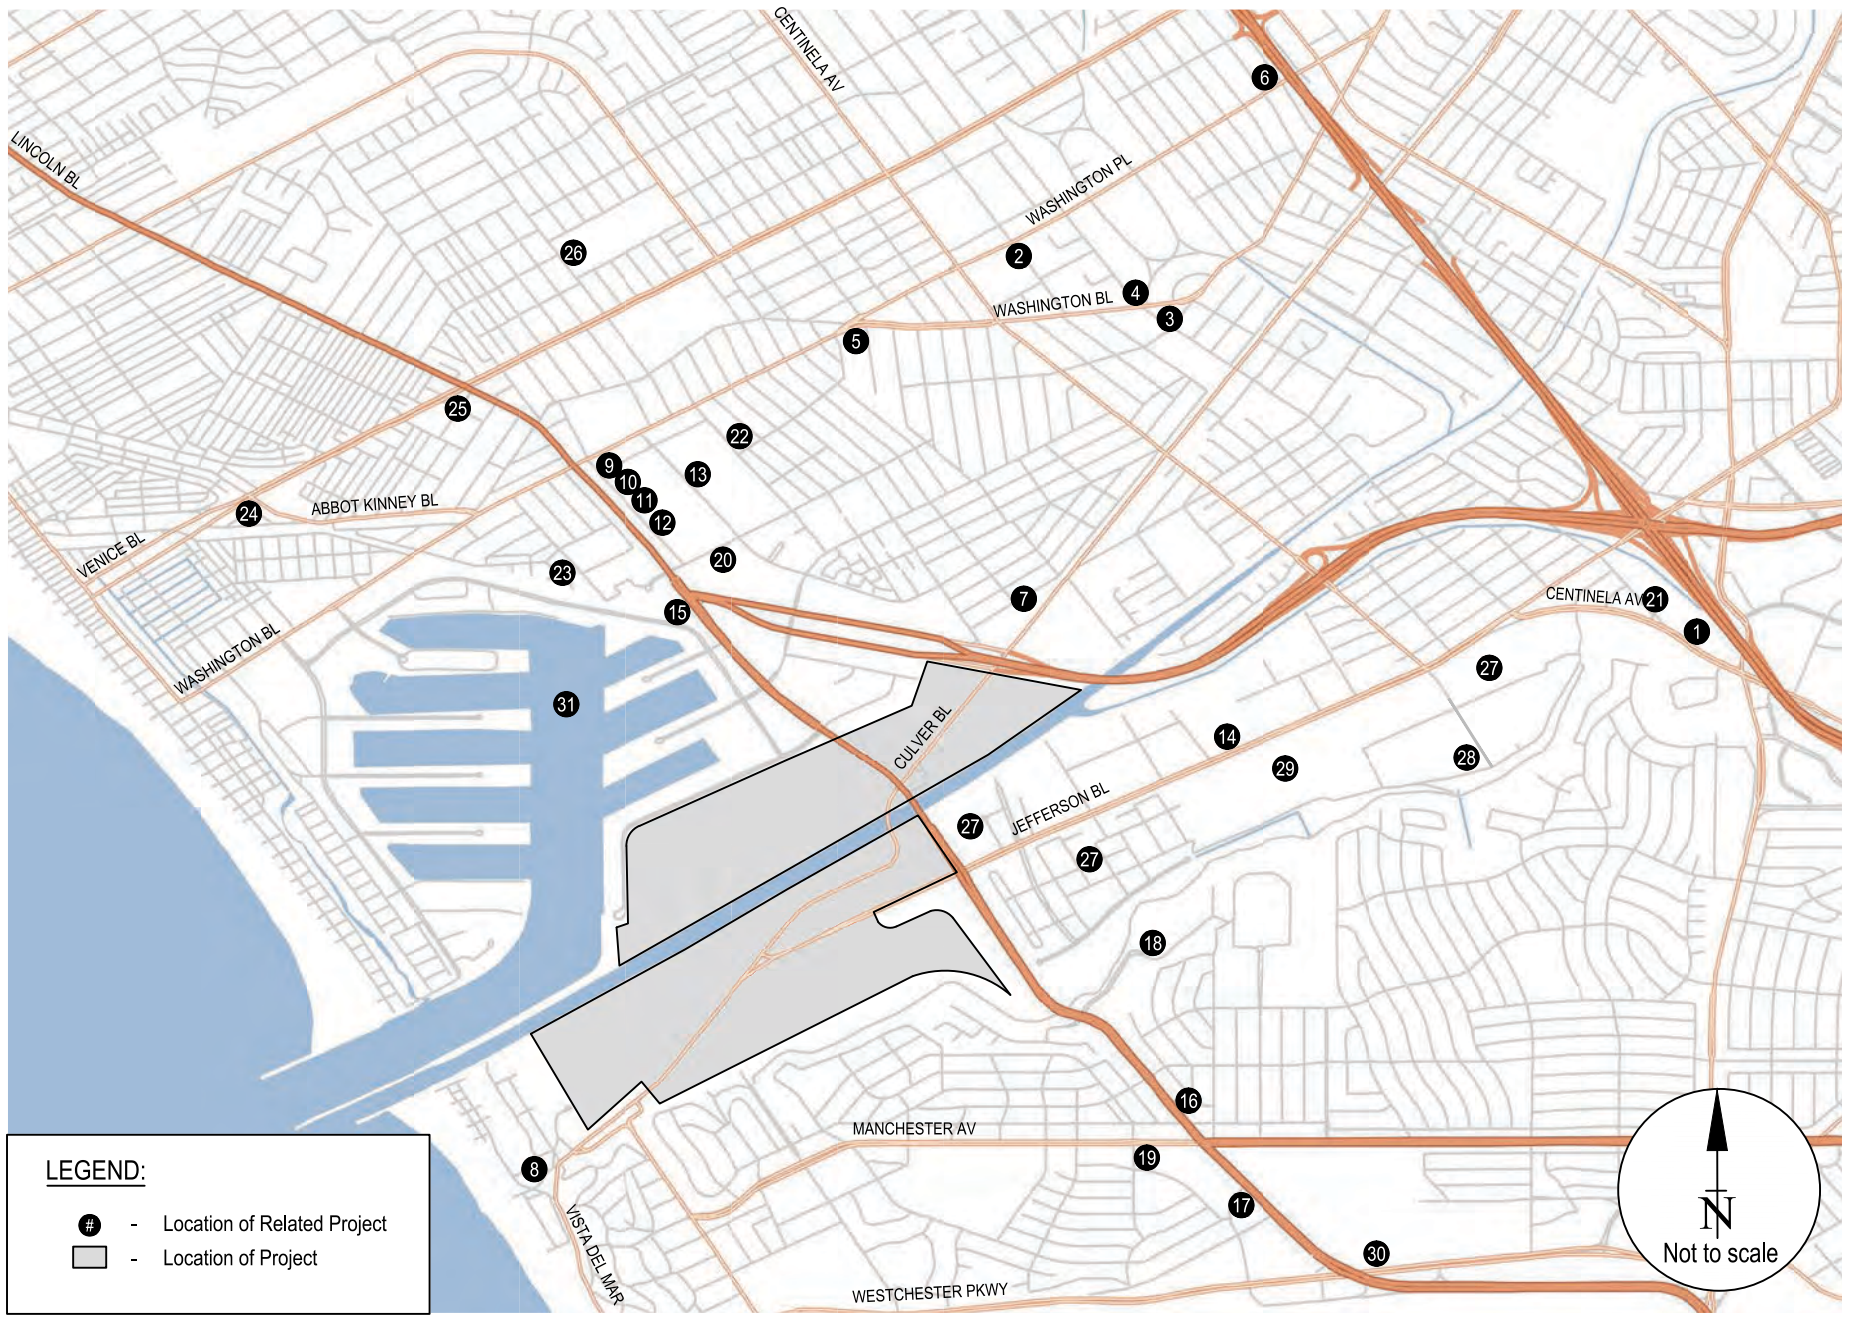 CENTINELA AV
6
LINCOLN BL
WASHINGTON PL
26
2
4
WASHINGTON BL
3
5
25
22
9
13
10
11
12
24
ABBOT KINNEY BL
VENICE BL
20
23
7
15
CENTINELA AV
21
1
WASHINGTON BL
27
31
CULVER BL
14
28
29
JEFFERSON BL
27
27
18
16
MANCHESTER AV
19
8
17
VISTA DEL MAR
30
WESTCHESTER PKWY
LEGEND:
# - Location of Related Project
- Location of Project
N
Not to scale